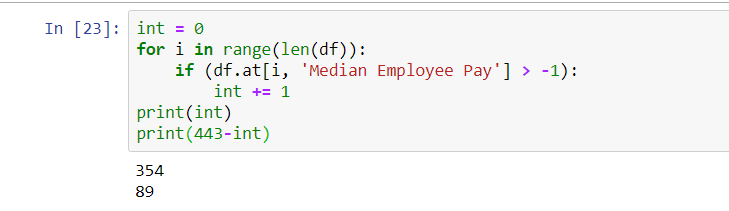 In [23]: int = 0
for i in range(len(df)):
    if (df.at[i, 'Median Employee Pay'] > -1):
        int += 1
print(int)
print(443-int)
354
89